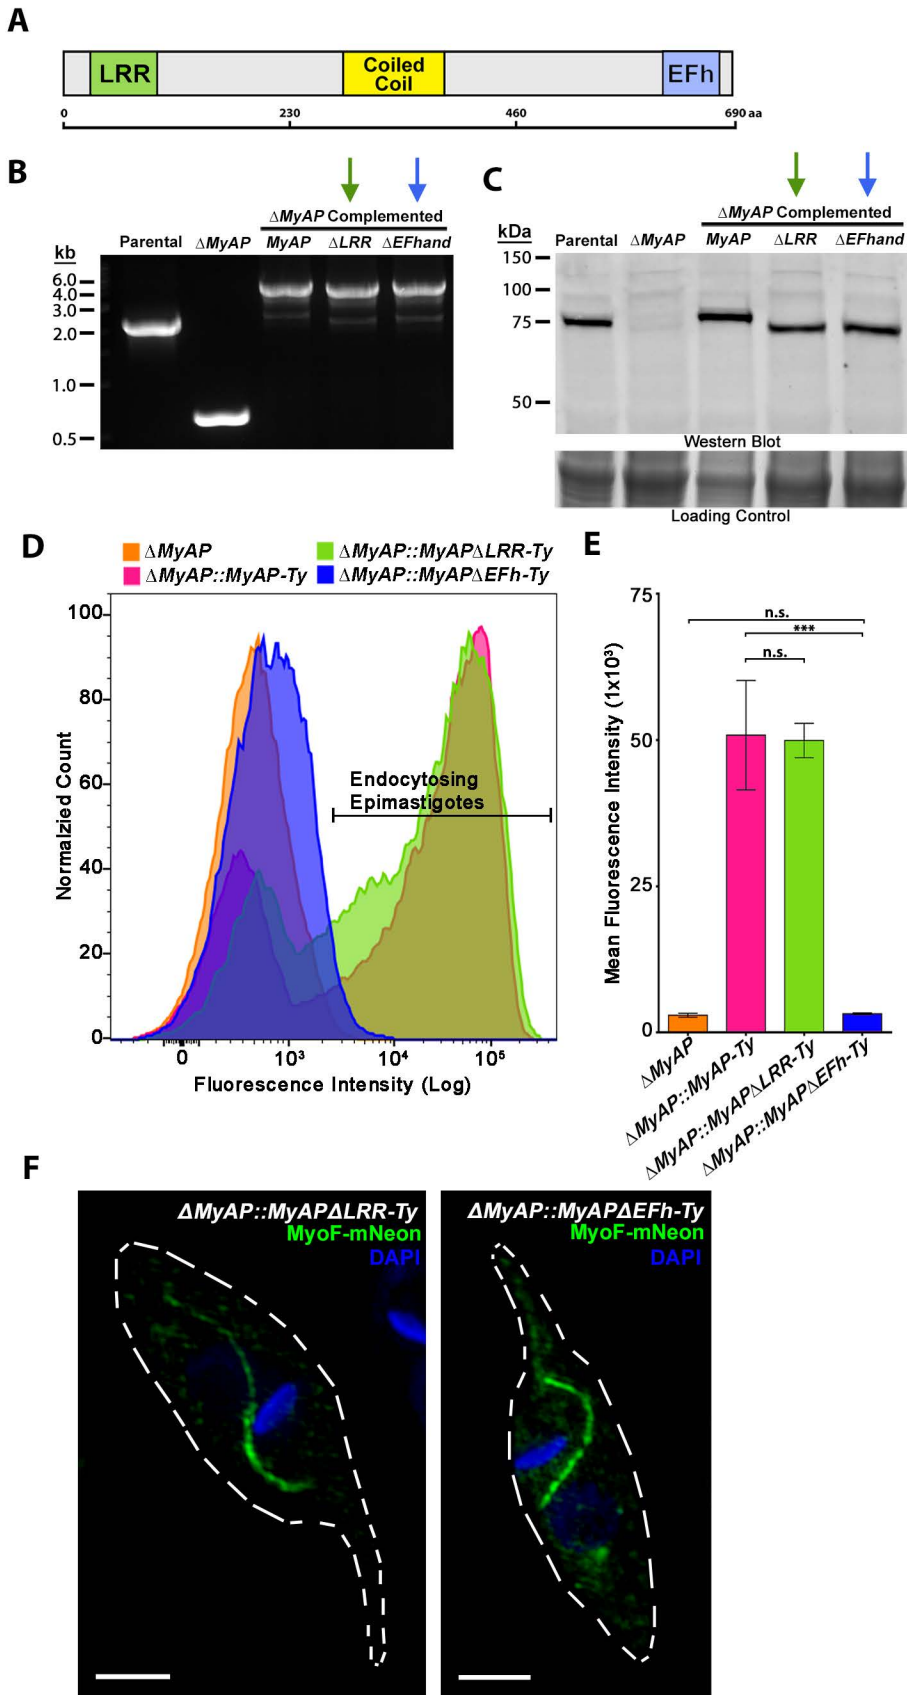 A
LRR
Coiled
Coil
EFh
0 230 460 690 aa
B
ΔMyAP Complemented
Parental ΔMyAP MyAP ΔLRR ΔEFhand
kb
6.0
4.0
3.0
2.0
1.0
0.5
C
ΔMyAP Complemented
kDa
Parental ΔMyAP MyAP ΔLRR ΔEFhand
150
100
75
50
Western Blot
Loading Control
D
ΔMyAP
ΔMyAP::MyAPΔLRR-Ty
ΔMyAP::MyAP-Ty
ΔMyAP::MyAPΔEFh-Ty
100
80
60
40
20
0
Normalzied Count
Endocytosing
Epimastigotes
0 10³ 10⁴ 10⁵
Fluorescence Intensity (Log)
E
75
50
25
0
Mean Fluorescence Intensity (1x10³)
n.s.
***
n.s.
ΔMyAP
ΔMyAP::MyAP-Ty
ΔMyAP::MyAPΔLRR-Ty
ΔMyAP::MyAPΔEFh-Ty
F
ΔMyAP::MyAPΔLRR-Ty
MyoF-mNeon
DAPI
ΔMyAP::MyAPΔEFh-Ty
MyoF-mNeon
DAPI